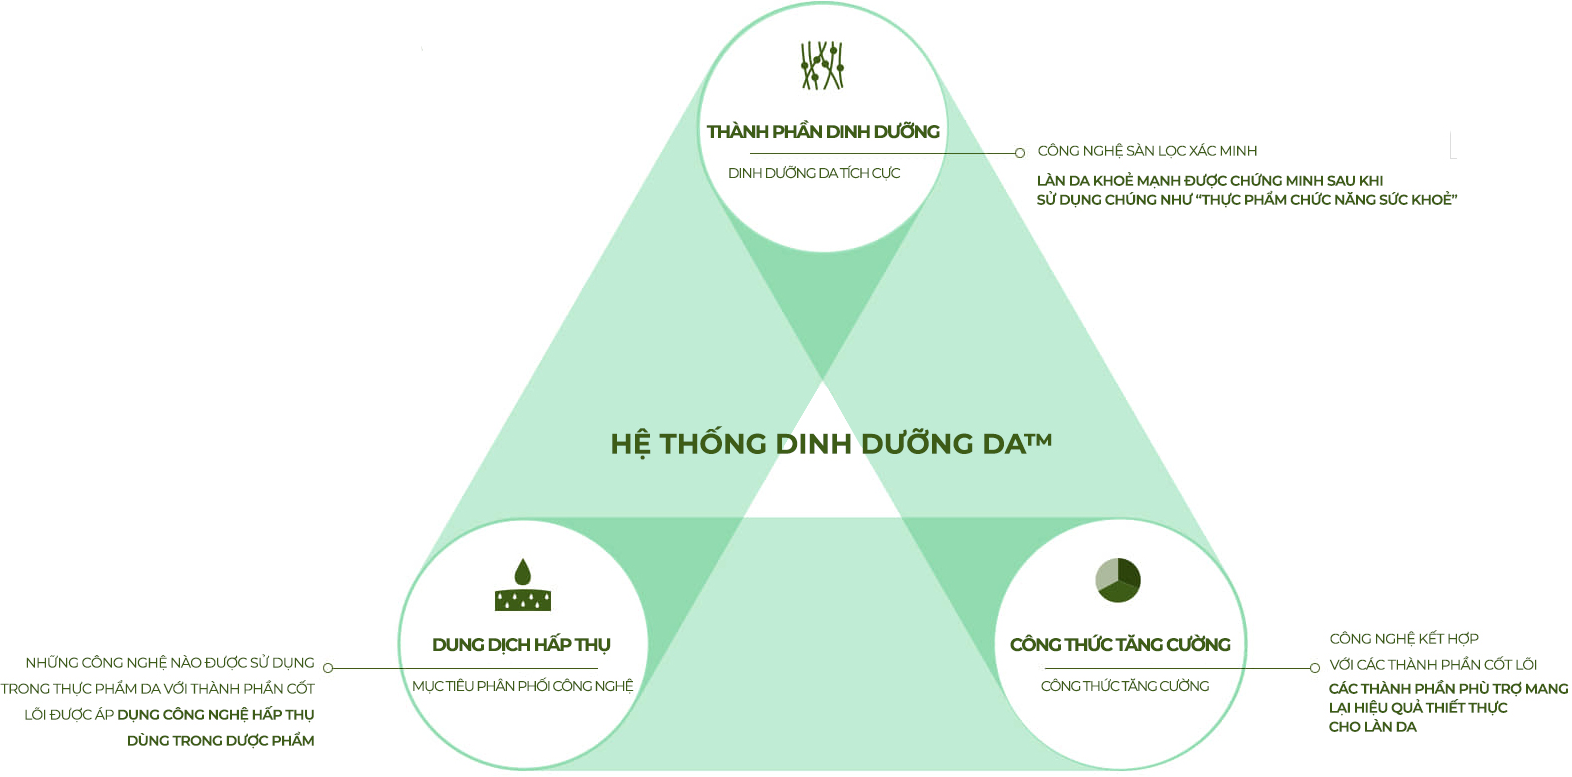 THÀNH PHẦN DINH DƯỠNG
DINH DƯỠNG DA TÍCH CỰC
CÔNG NGHỆ SÀN LỌC XÁC MINH
LÀN DA KHOẺ MẠNH ĐƯỢC CHỨNG MINH SAU KHI
SỬ DỤNG CHÚNG NHƯ “THỰC PHẨM CHỨC NĂNG SỨC KHOẺ”
HỆ THỐNG DINH DƯỠNG DA™
DUNG DỊCH HẤP THỤ
MỤC TIÊU PHÂN PHỐI CÔNG NGHỆ
NHỮNG CÔNG NGHỆ NÀO ĐƯỢC SỬ DỤNG
TRONG THỰC PHẨM DA VỚI THÀNH PHẦN CỐT
LÕI ĐƯỢC ÁP DỤNG CÔNG NGHỆ HẤP THỤ
DÙNG TRONG DƯỢC PHẨM
CÔNG THỨC TĂNG CƯỜNG
CÔNG THỨC TĂNG CƯỜNG
CÔNG NGHỆ KẾT HỢP
VỚI CÁC THÀNH PHẦN CỐT LÕI
CÁC THÀNH PHẦN PHÙ TRỢ MANG
LẠI HIỆU QUẢ THIẾT THỰC
CHO LÀN DA